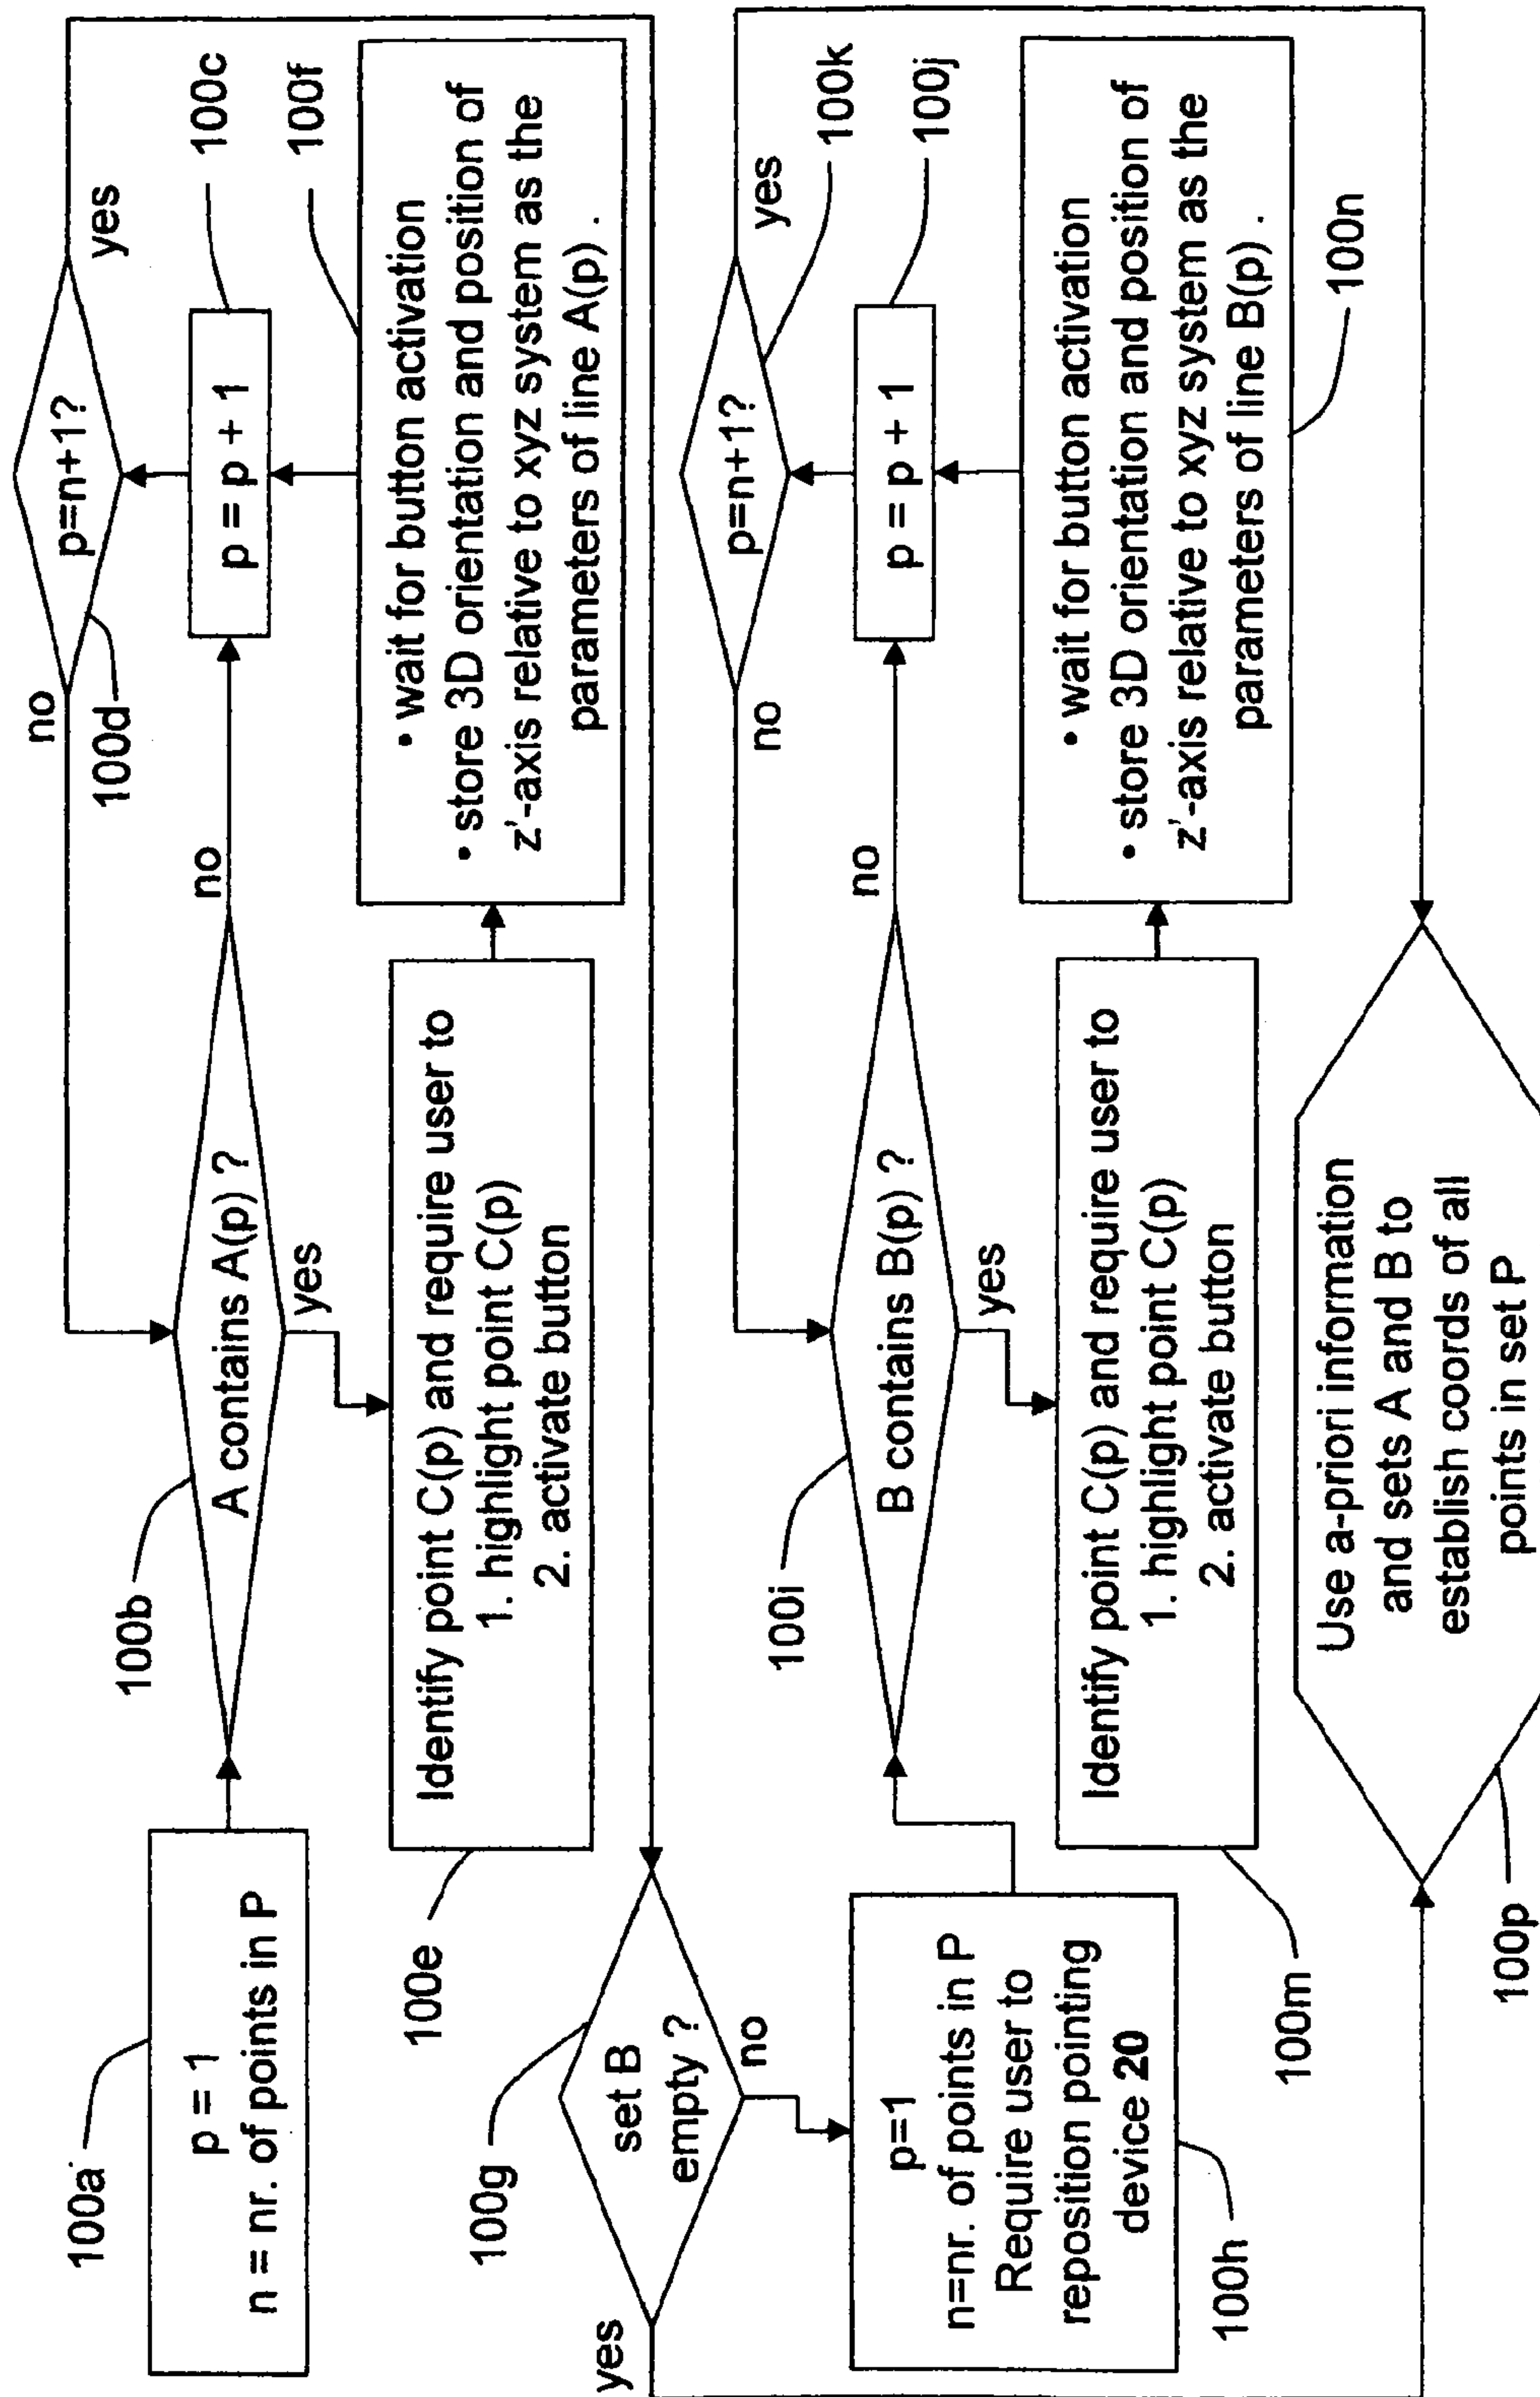 100a
p = 1
n = nr. of points in P
100b
A contains A(p) ?
no
yes
100c
p = p + 1
100d
p=n+1?
no
yes
100e
Identify point C(p) and require user to
1. highlight point C(p)
2. activate button
100f
• wait for button activation
• store 3D orientation and position of
z'-axis relative to xyz system as the
parameters of line A(p) .
100g
set B
empty ?
yes
no
100h
p=1
n=nr. of points in P
Require user to
reposition pointing
device 20
100i
B contains B(p) ?
no
yes
100j
p = p + 1
100k
p=n+1?
no
yes
100m
Identify point C(p) and require user to
1. highlight point C(p)
2. activate button
100n
• wait for button activation
• store 3D orientation and position of
z'-axis relative to xyz system as the
parameters of line B(p) .
100p
Use a-priori information
and sets A and B to
establish coords of all
points in set P